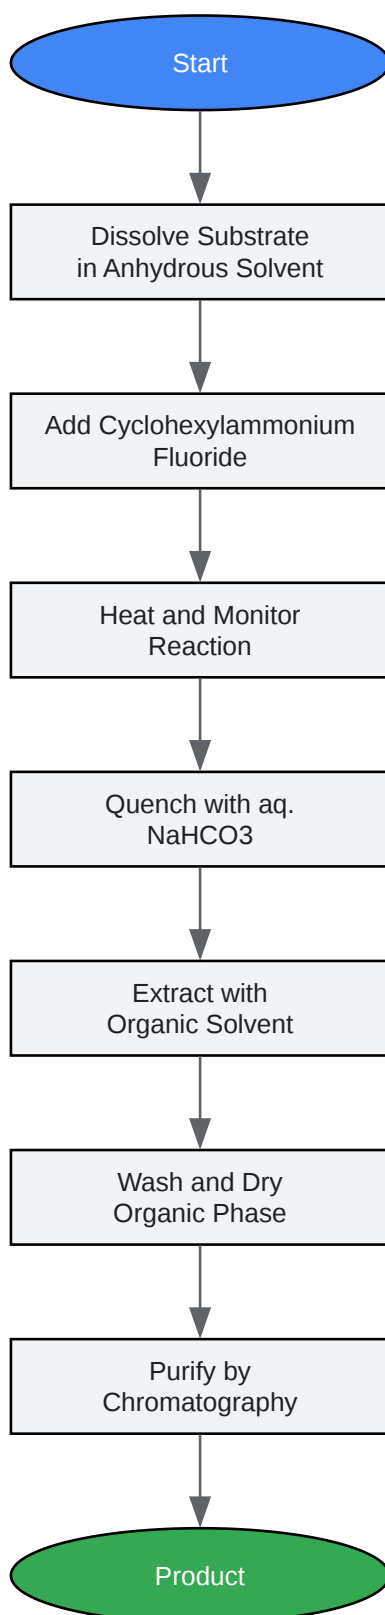 Start
Dissolve Substrate
in Anhydrous Solvent
Add Cyclohexylammonium
Fluoride
Heat and Monitor
Reaction
Quench with aq.
NaHCO3
Extract with
Organic Solvent
Wash and Dry
Organic Phase
Purify by
Chromatography
Product